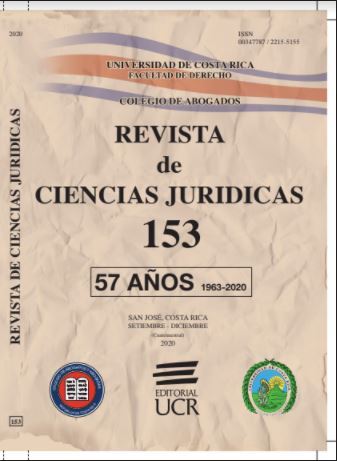 2020
ISSN
00347787 / 2215-5155
UNIVERSIDAD DE COSTA RICA
FACULTAD DE DERECHO
COLEGIO DE ABOGADOS
REVISTA
de
CIENCIAS JURIDICAS
153
57 AÑOS 1963-2020
SAN JOSÉ, COSTA RICA
SETIEMBRE - DICIEMBRE
(Cuatrimestral)
2020
EDITORIAL
UCR
REVISTA DE CIENCIAS JURIDICAS
153